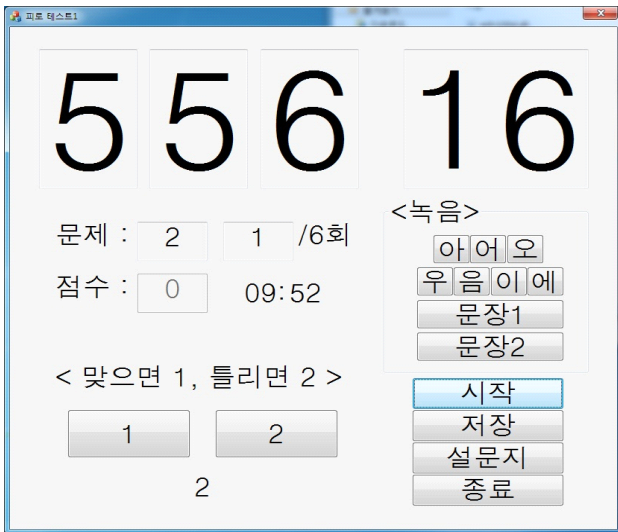 피로 테스트1
5 5 6 16
문제 : 2 1 /6회
점수 : 0 09:52
< 맞으면 1, 틀리면 2 >
1 2
2
<녹음>
아 어 오
우 음 이 에
문장1
문장2
시작
저장
설문지
종료